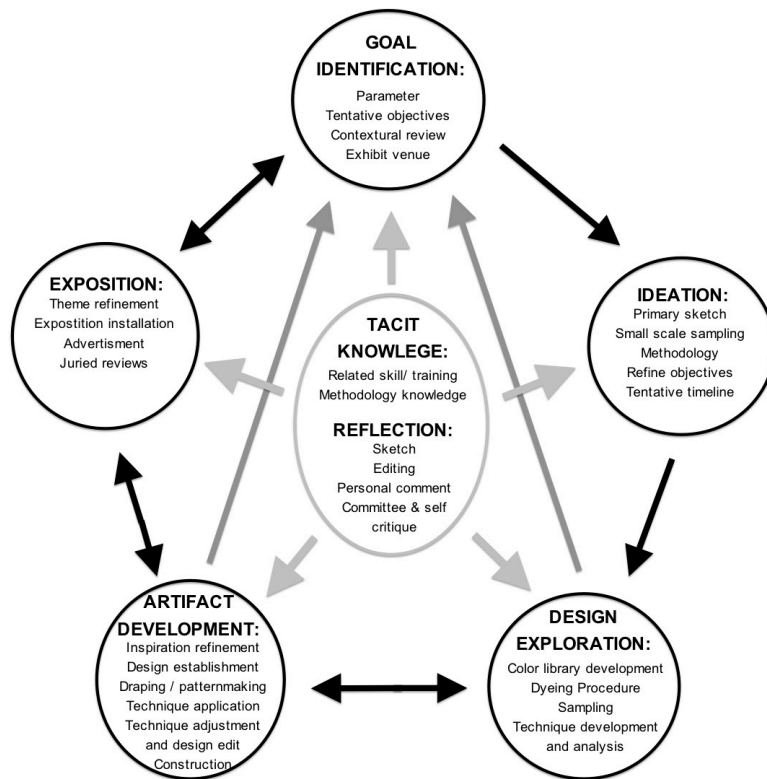 GOAL
IDENTIFICATION:
Parameter
Tentative objectives
Contextural review
Exhibit venue
IDEATION:
Primary sketch
Small scale sampling
Methodology
Refine objectives
Tentative timeline
EXPOSITION:
Theme refinement
Expostition installation
Advertisment
Juried reviews
TACIT
KNOWLEGE:
Related skill/ training
Methodology knowledge
REFLECTION:
Sketch
Editing
Personal comment
Committee & self
critique
ARTIFACT
DEVELOPMENT:
Inspiration refinement
Design establishment
Draping / patternmaking
Technique application
Technique adjustment
and design edit
Construction
DESIGN
EXPLORATION:
Color library development
Dyeing Procedure
Sampling
Technique development
and analysis